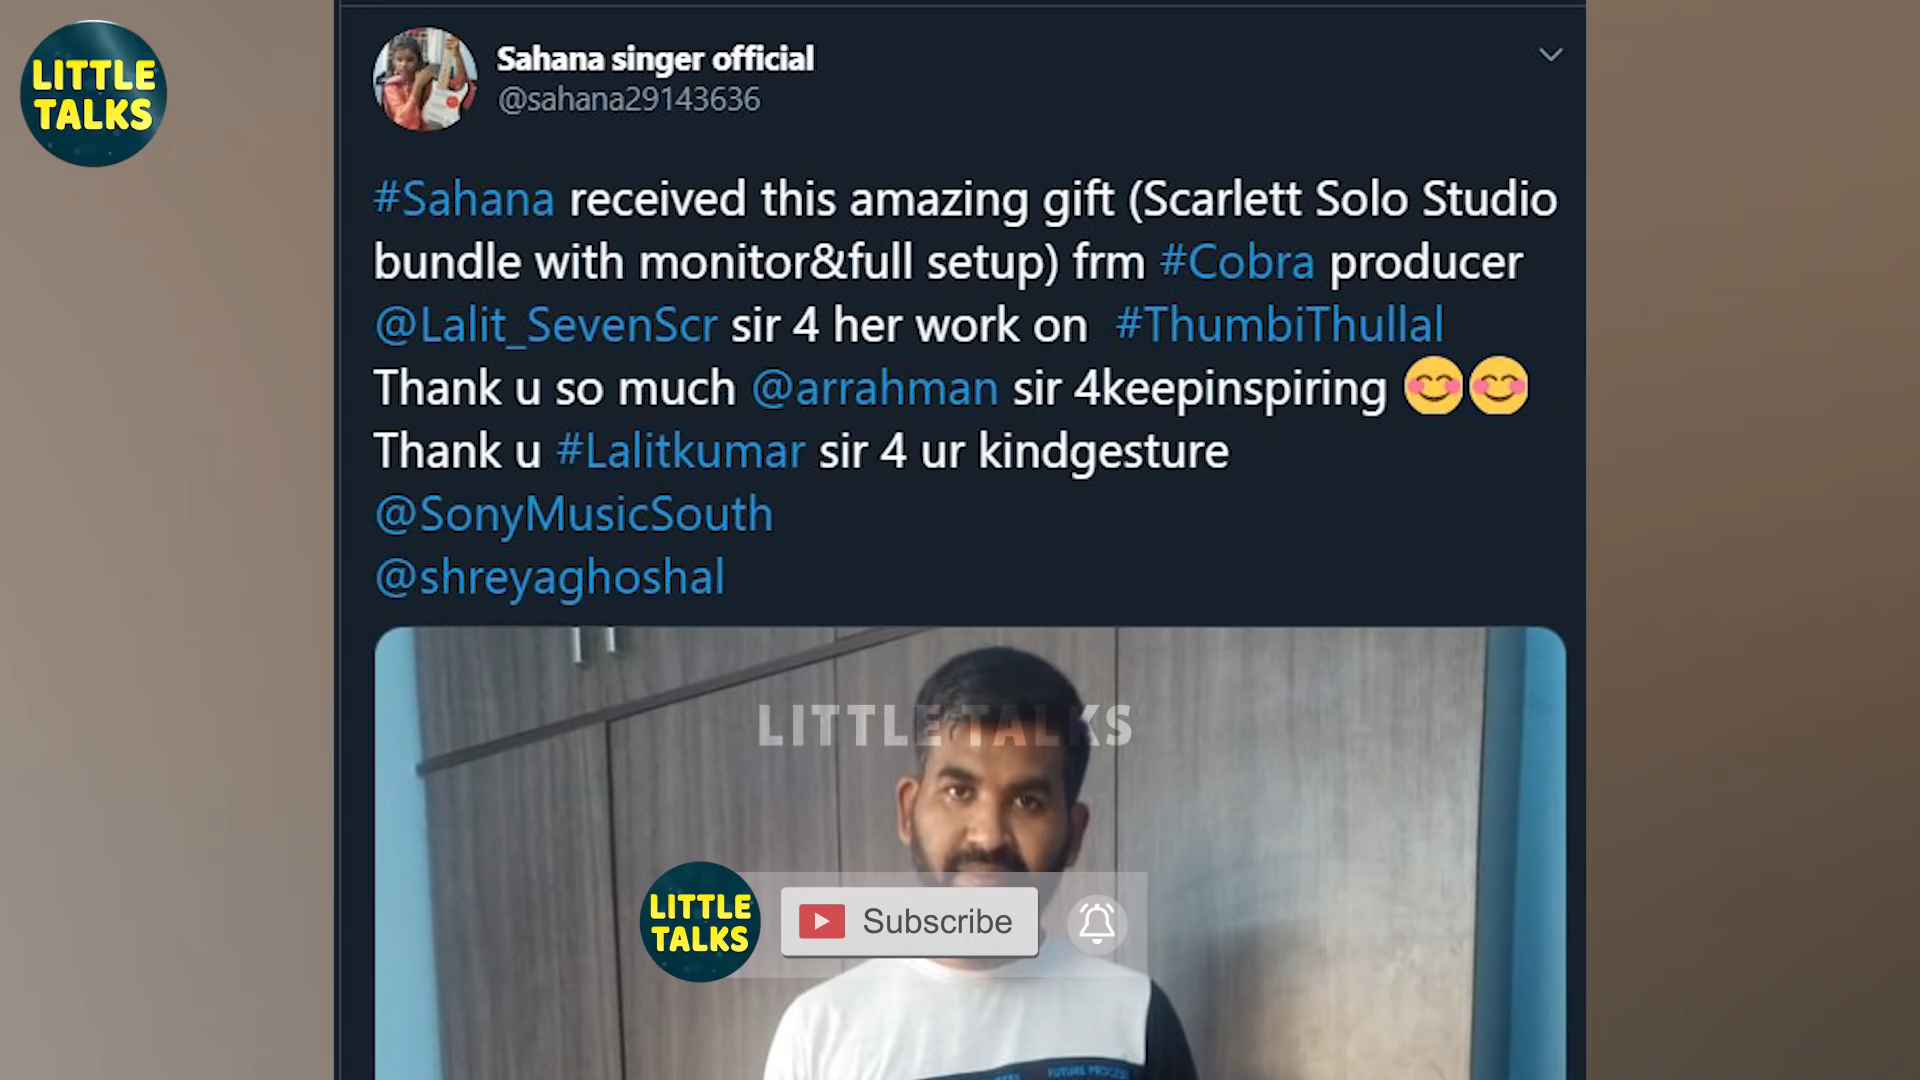 LITTLE
TALKS
Sahana singer official
@sahana29143636
#Sahana received this amazing gift (Scarlett Solo Studio
bundle with monitor&full setup) frm #Cobra producer
@Lalit_SevenScr sir 4 her work on #ThumbiThullal
Thank u so much @arrahman sir 4keepinspiring 😊😊
Thank u #Lalitkumar sir 4 ur kindgesture
@SonyMusicSouth
@shreyaghoshal
LITTLE TALKS
LITTLE
TALKS
Subscribe
FUTURE PROCESS